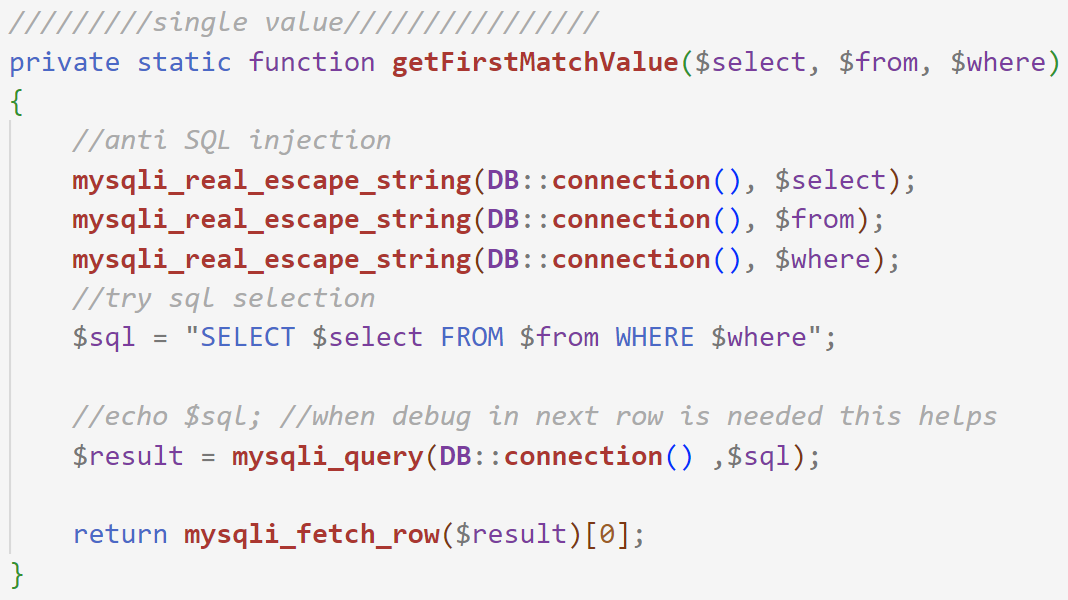 /////////single value////////////////
private static function getFirstMatchValue($select, $from, $where)
{
    //anti SQL injection
    mysqli_real_escape_string(DB::connection(), $select);
    mysqli_real_escape_string(DB::connection(), $from);
    mysqli_real_escape_string(DB::connection(), $where);
    //try sql selection
    $sql = "SELECT $select FROM $from WHERE $where";

    //echo $sql; //when debug in next row is needed this helps
    $result = mysqli_query(DB::connection() ,$sql);

    return mysqli_fetch_row($result)[0];
}